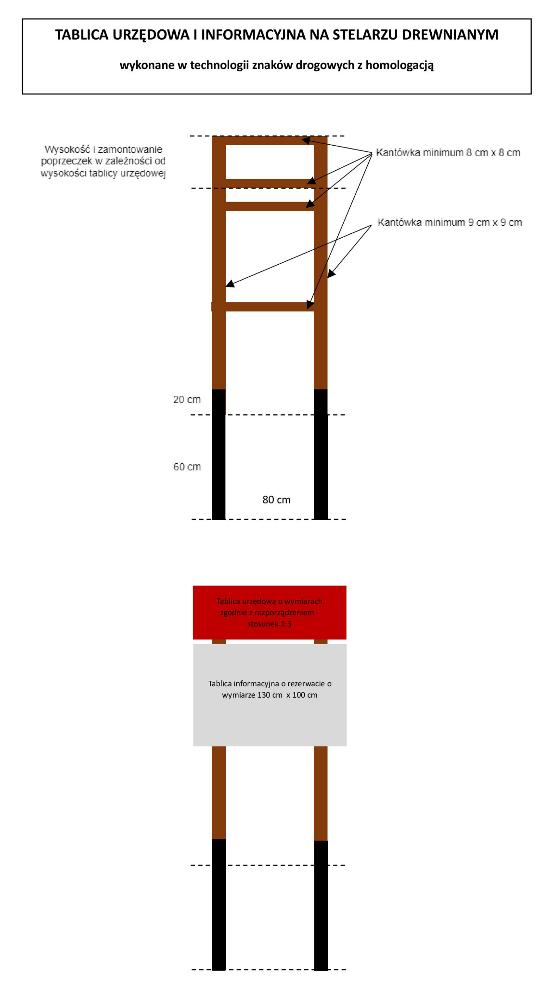 TABLICA URZĘDOWA I INFORMACYJNA NA STELARZU DREWNIANYM
wykonane w technologii znaków drogowych z homologacją
Wysokość i zamontowanie
poprzeczek w zależności od
wysokości tablicy urzędowej
Kantówka minimum 8 cm x 8 cm
Kantówka minimum 9 cm x 9 cm
20 cm
60 cm
80 cm
Tablica urzędowa o wymiarach
zgodnie z rozporządzeniem -
stosunek 1:3
Tablica informacyjna o rezerwacie o
wymiarze 130 cm  x 100 cm